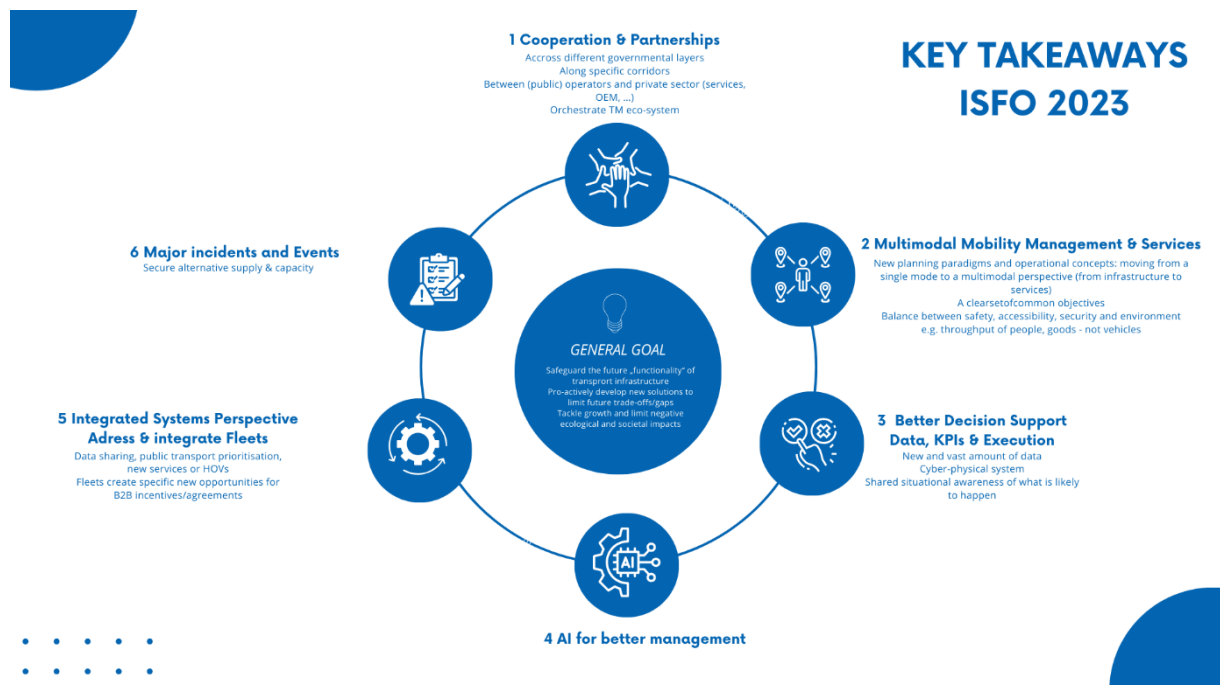 KEY TAKEAWAYS
ISFO 2023
1 Cooperation & Partnerships
Accross different governmental layers
Along specific corridors
Between (public) operators and private sector (services,
OEM, ...)
Orchestrate TM eco-system
2 Multimodal Mobility Management & Services
New planning paradigms and operational concepts: moving from a
single mode to a multimodal perspective (from infrastructure to
services)
A clearsetofcommon objectives
Balance between safety, accessibility, security and environment
e.g. throughput of people, goods - not vehicles
3 Better Decision Support
Data, KPIs & Execution
New and vast amount of data
Cyber-physical system
Shared situational awareness of what is likely
to happen
4 AI for better management
AI
5 Integrated Systems Perspective
Adress & integrate Fleets
Data sharing, public transport prioritisation,
new services or HOVs
Fleets create specific new opportunities for
B2B incentives/agreements
6 Major incidents and Events
Secure alternative supply & capacity
GENERAL GOAL
Safeguard the future „functionality“ of
transprort infrastructure
Pro-actively develop new solutions to
limit future trade-offs/gaps
Tackle growth and limit negative
ecological and societal impacts